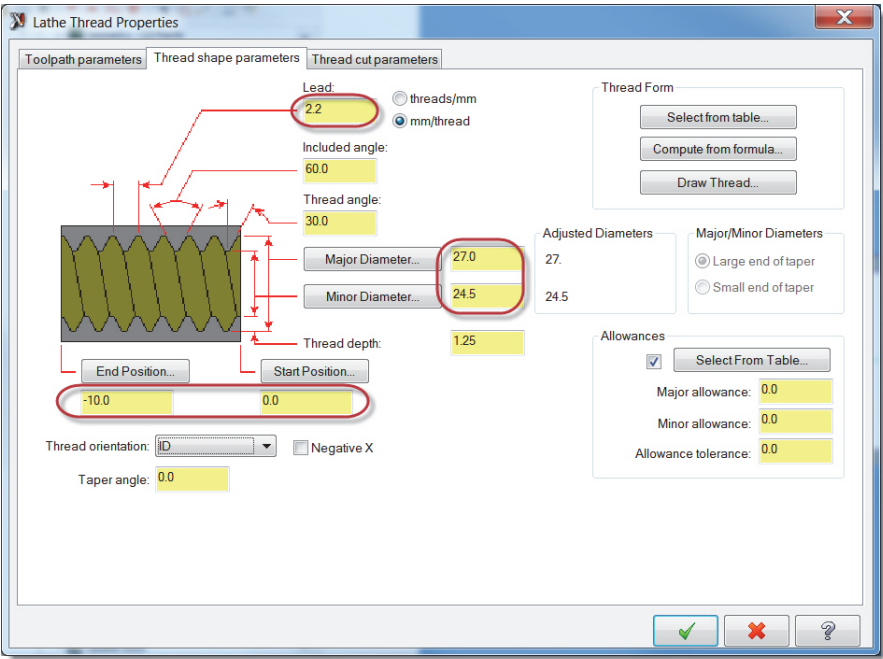 Lathe Thread Properties
Toolpath parameters
Thread shape parameters
Thread cut parameters
Lead:
2.2
threads/mm
mm/thread
Included angle:
60.0
Thread angle:
30.0
Major Diameter...
27.0
Minor Diameter...
24.5
Thread depth:
1.25
Adjusted Diameters
27.
24.5
End Position...
Start Position...
-10.0
0.0
Thread orientation:
ID
Negative X
Taper angle:
0.0
Thread Form
Select from table...
Compute from formula...
Draw Thread...
Major/Minor Diameters
Large end of taper
Small end of taper
Allowances
Select From Table...
Major allowance:
0.0
Minor allowance:
0.0
Allowance tolerance:
0.0